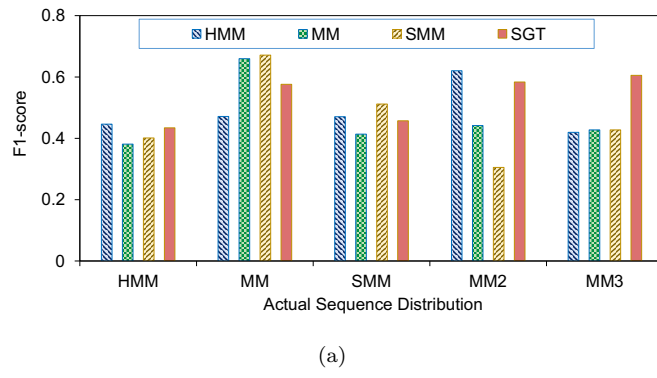 0.8
HMM MM SMM SGT
0.6
F1-score
0.4
0.2
0
HMM MM SMM MM2 MM3
Actual Sequence Distribution
(a)